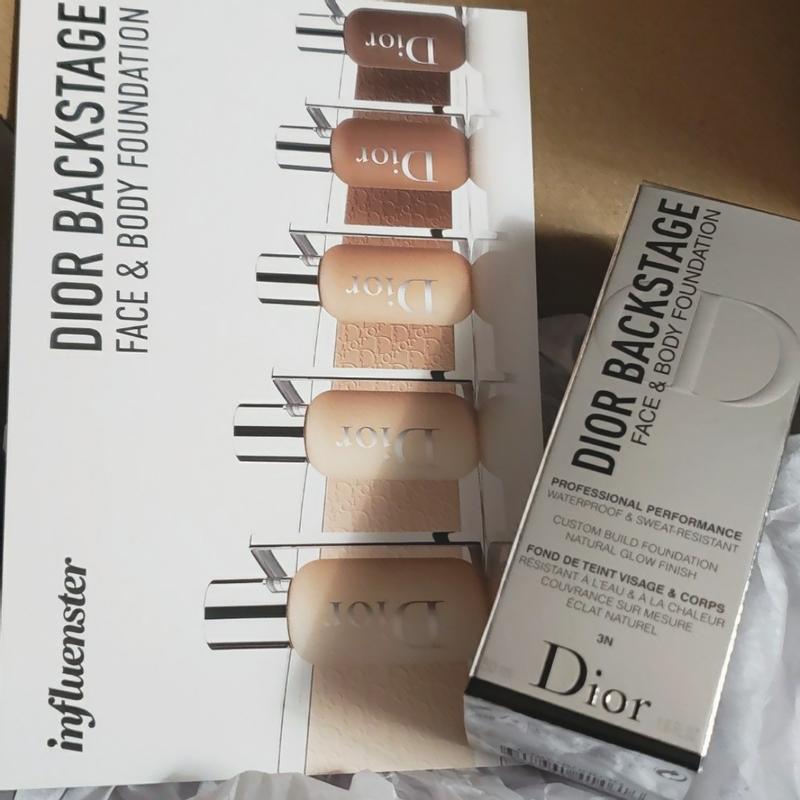 DIOR BACKSTAGE
FACE & BODY FOUNDATION
influenster
Dior
Dior
Dior
Dior
Dior
DIOR BACKSTAGE
FACE & BODY FOUNDATION
PROFESSIONAL PERFORMANCE
WATERPROOF & SWEAT-RESISTANT
CUSTOM BUILD FOUNDATION
NATURAL GLOW FINISH
FOND DE TEINT VISAGE & CORPS
RÉSISTANT À L'EAU & À LA CHALEUR
COUVRANCE SUR MESURE
ÉCLAT NATUREL
3N
Dior